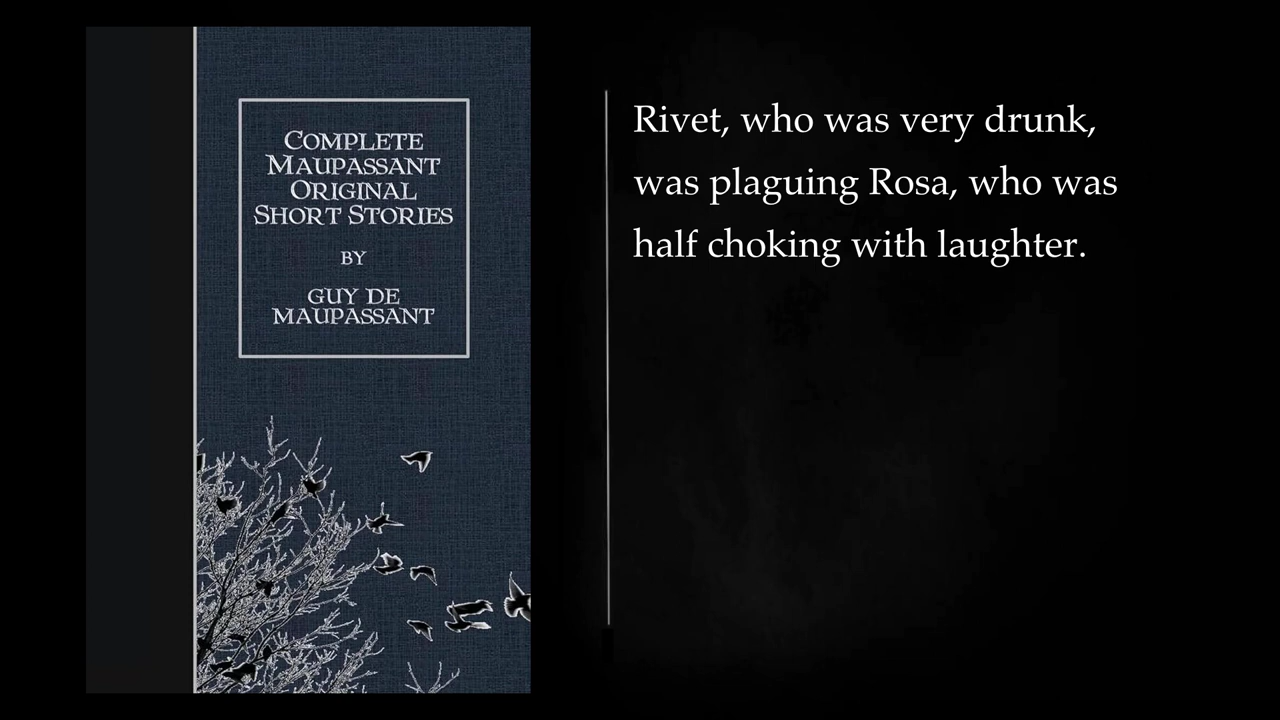 COMPLETE
MAUPASSANT
ORIGINAL
SHORT STORIES
BY
GUY DE
MAUPASSANT
Rivet, who was very drunk,
was plaguing Rosa, who was
half choking with laughter.